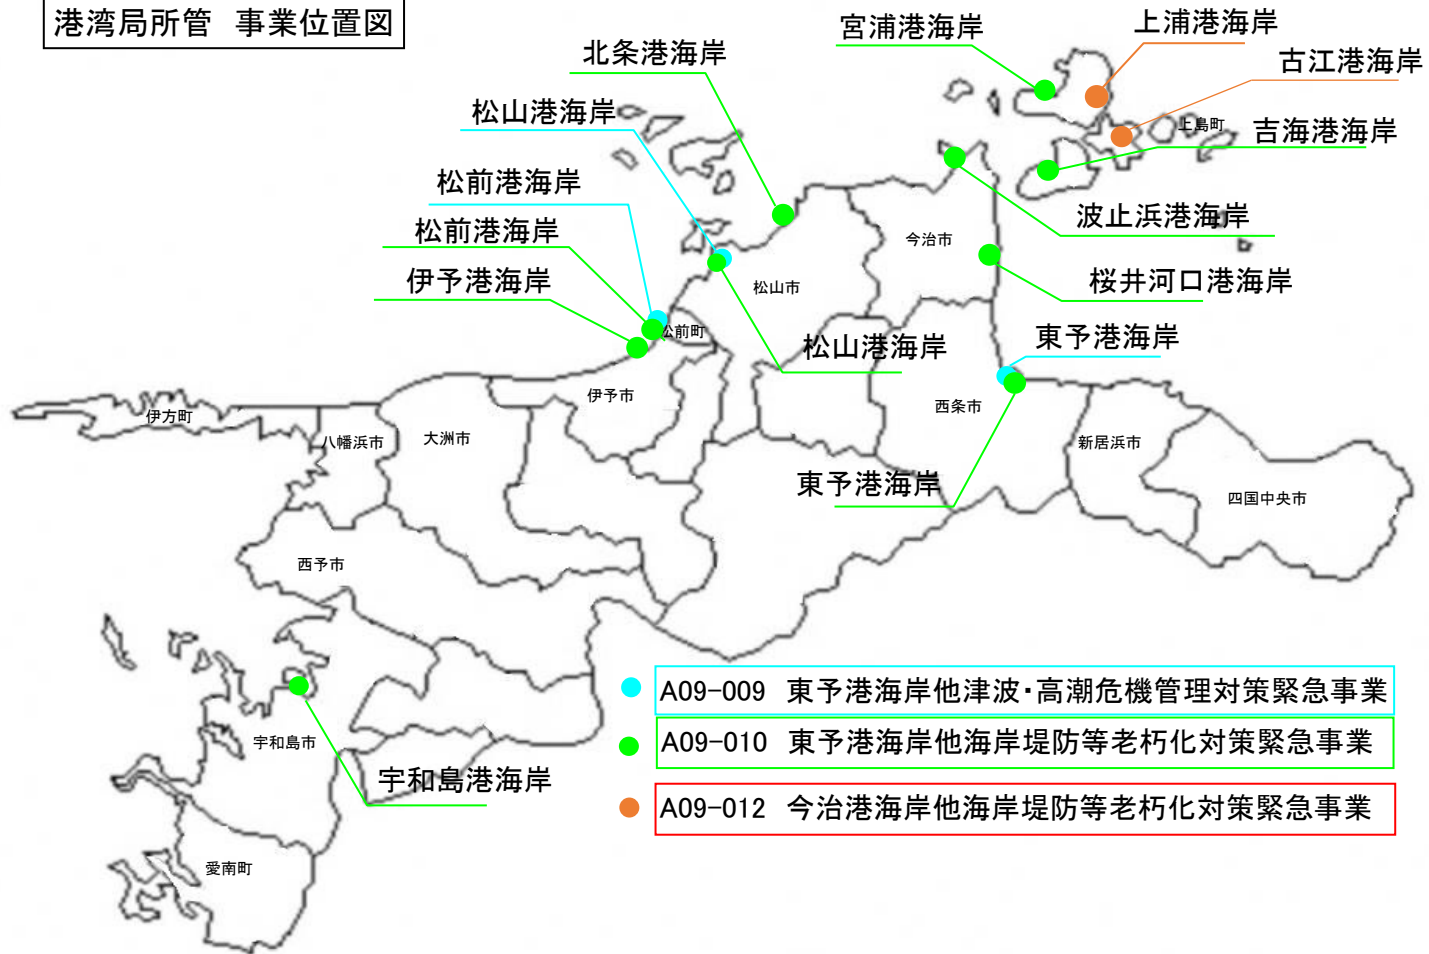 港湾局所管 事業位置図
宮浦港海岸
上浦港海岸
北条港海岸
古江港海岸
松山港海岸
上島町
吉海港海岸
松前港海岸
波止浜港海岸
松前港海岸
今治市
伊予港海岸
桜井河口港海岸
松山市
松前町
松山港海岸
東予港海岸
伊予市
西条市
伊方町
八幡浜市
大洲市
新居浜市
東予港海岸
四国中央市
西予市
A09-009 東予港海岸他津波・高潮危機管理対策緊急事業
A09-010 東予港海岸他海岸堤防等老朽化対策緊急事業
宇和島市
宇和島港海岸
A09-012 今治港海岸他海岸堤防等老朽化対策緊急事業
愛南町